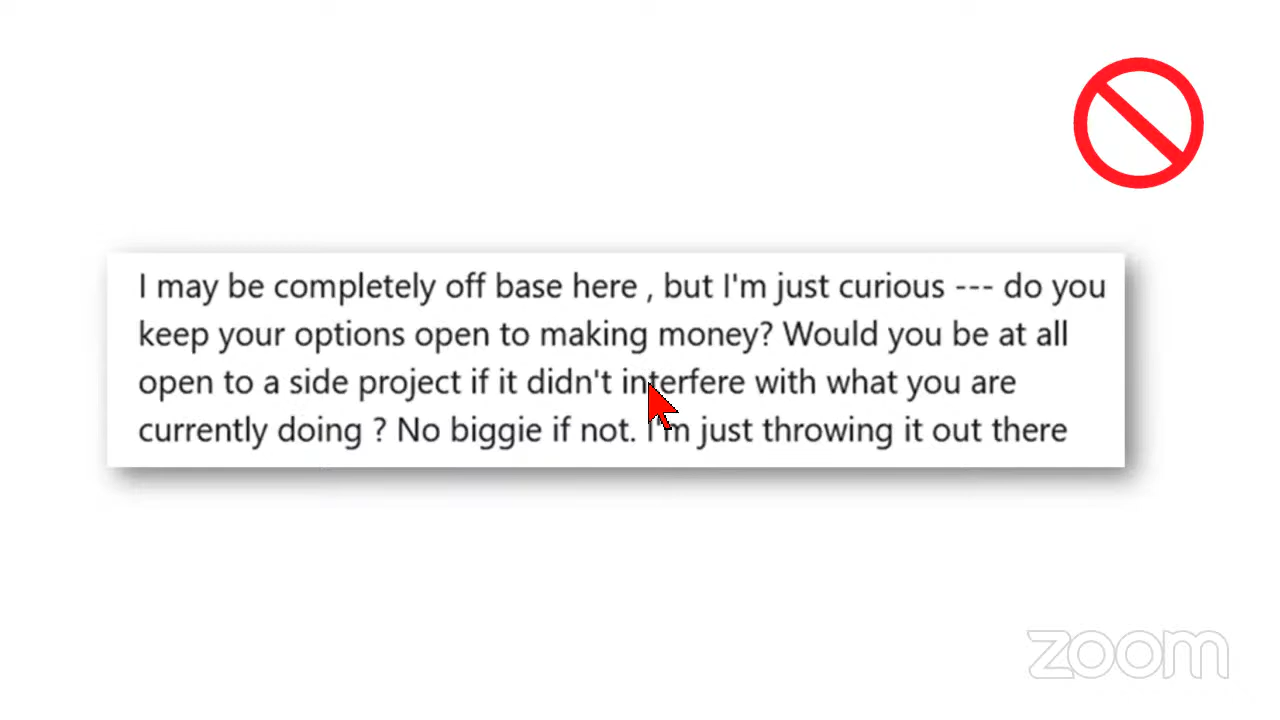 I may be completely off base here , but I'm just curious --- do you
keep your options open to making money? Would you be at all
open to a side project if it didn't interfere with what you are
currently doing ? No biggie if not. I'm just throwing it out there
zoom